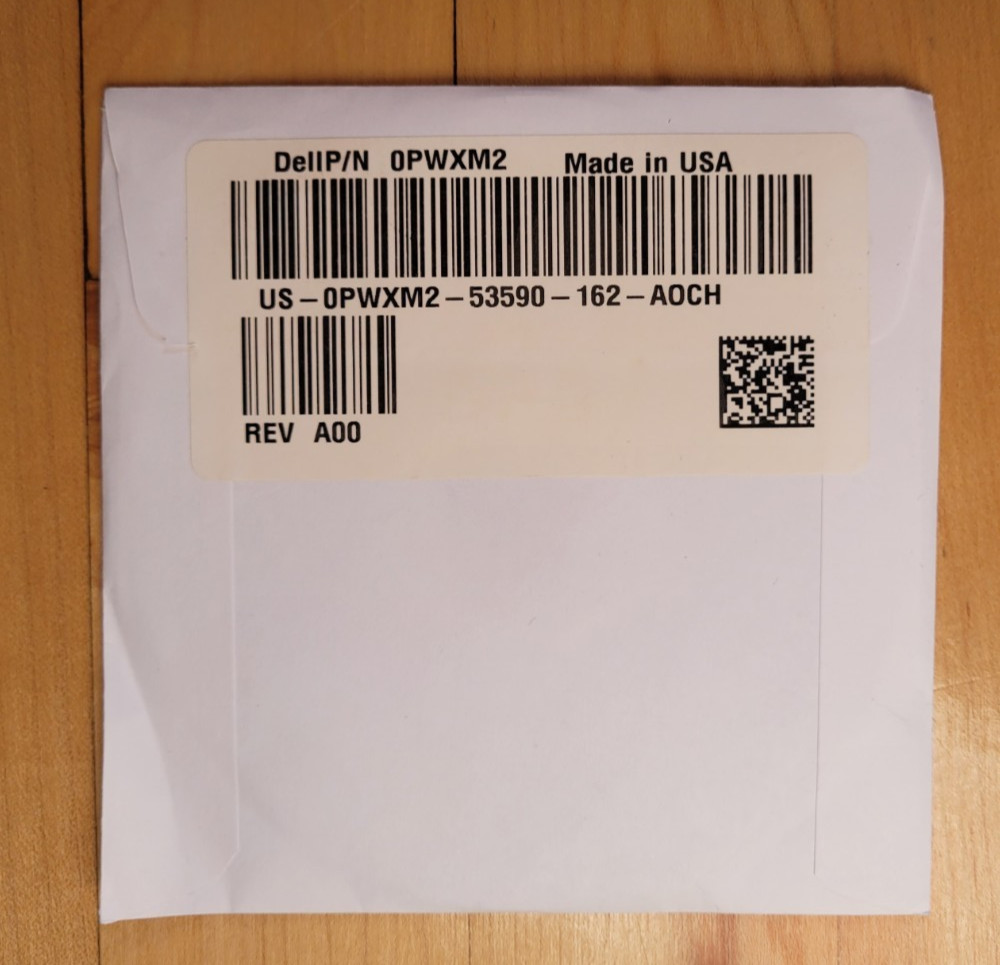 DellP/N 0PWXM2 Made in USA
US-0PWXM2-53590-162-A0CH
REV A00